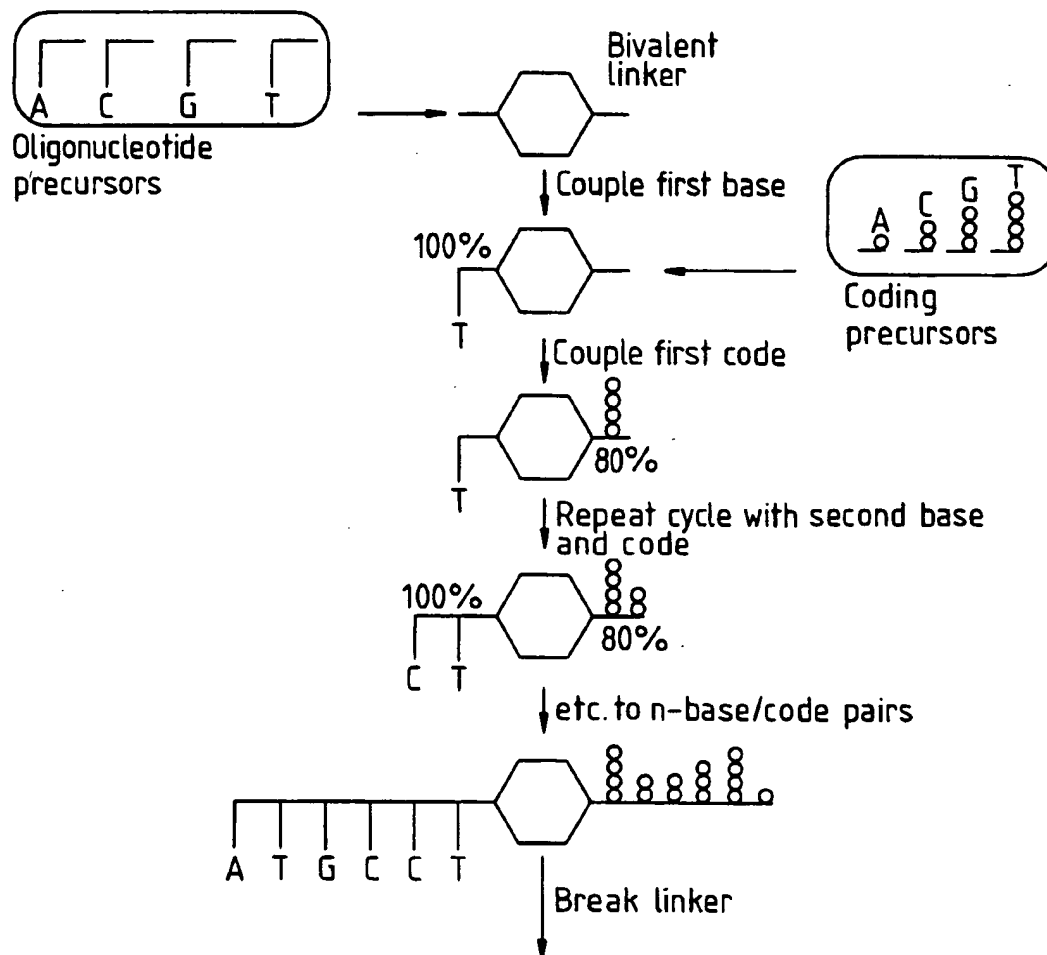 A C G T
Oligonucleotide
precursors
Bivalent
linker
Couple first base
A C G T
Coding
precursors
100%
T
Couple first code
80%
T
Repeat cycle with second base
and code
100%
80%
C T
etc. to n-base/code pairs
A T G C C T
Break linker